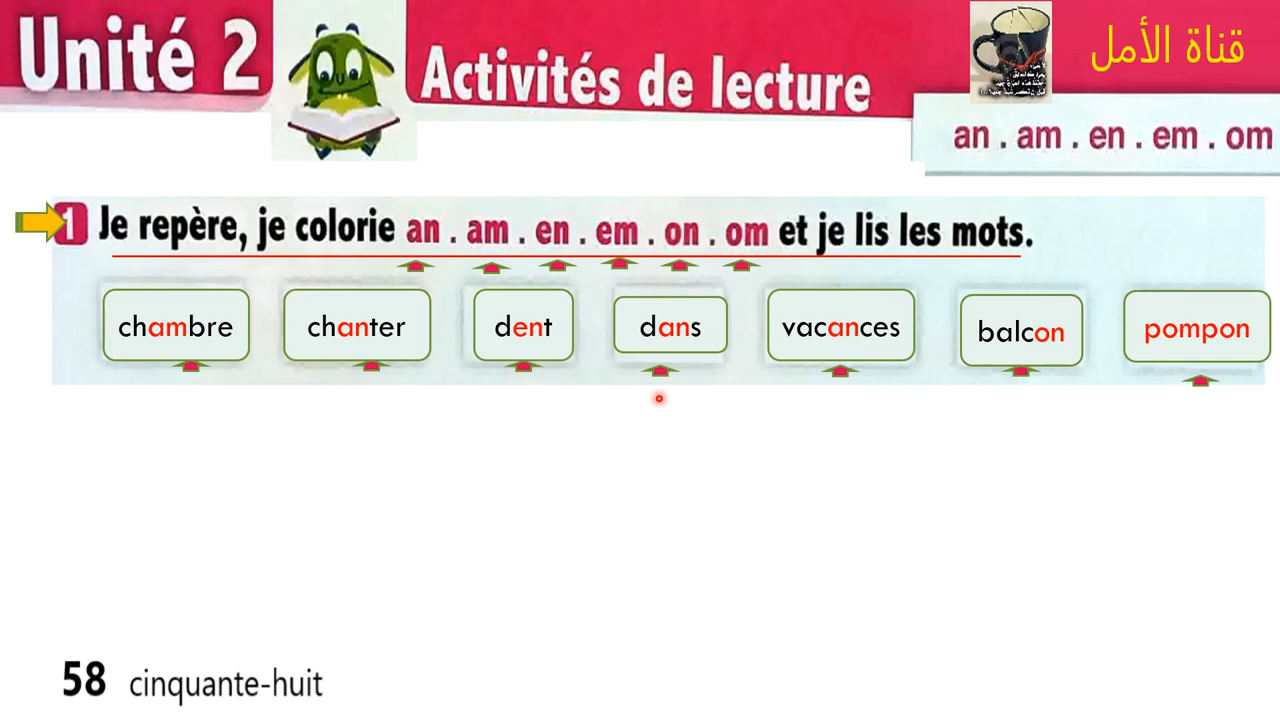 Unité 2
Activités de lecture
قناة الأمل
an . am . en . em . om
1 Je repère, je colorie an . am . en . em . on . om et je lis les mots.
chambre chanter dent dans vacances balcon pompon
58 cinquante-huit